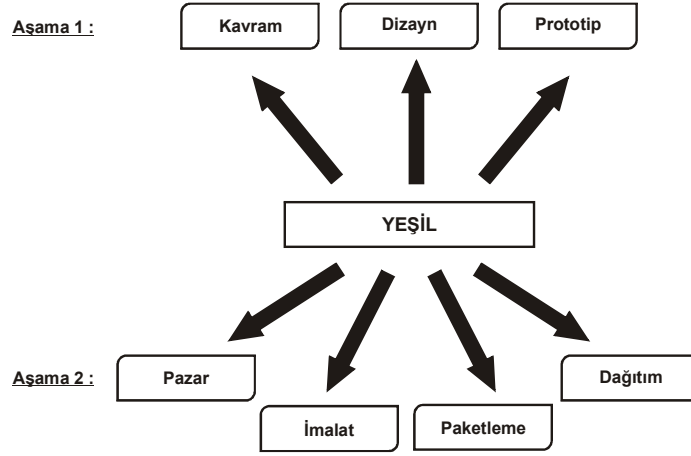 Aşama 1 :
Kavram
Dizayn
Prototip
YEŞİL
Aşama 2 :
Pazar
Dağıtım
İmalat
Paketleme